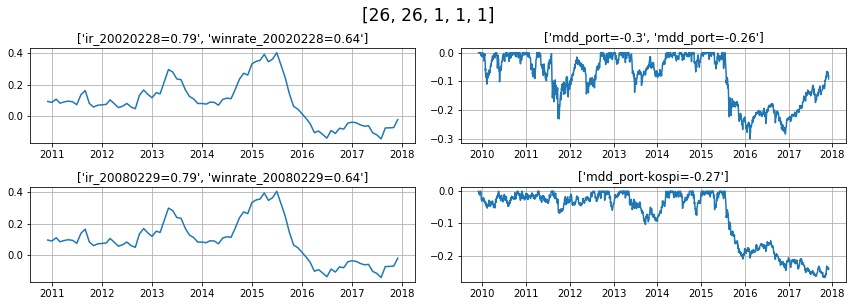 [26, 26, 1, 1, 1]
['ir_20020228=0.79', 'winrate_20020228=0.64']
0.4
0.2
0.0
2011 2012 2013 2014 2015 2016 2017 2018
['mdd_port=-0.3', 'mdd_port=-0.26']
0.0
−0.1
−0.2
−0.3
2010 2011 2012 2013 2014 2015 2016 2017 2018
['ir_20080229=0.79', 'winrate_20080229=0.64']
0.4
0.2
0.0
2011 2012 2013 2014 2015 2016 2017 2018
['mdd_port-kospi=-0.27']
0.0
−0.1
−0.2
2010 2011 2012 2013 2014 2015 2016 2017 2018